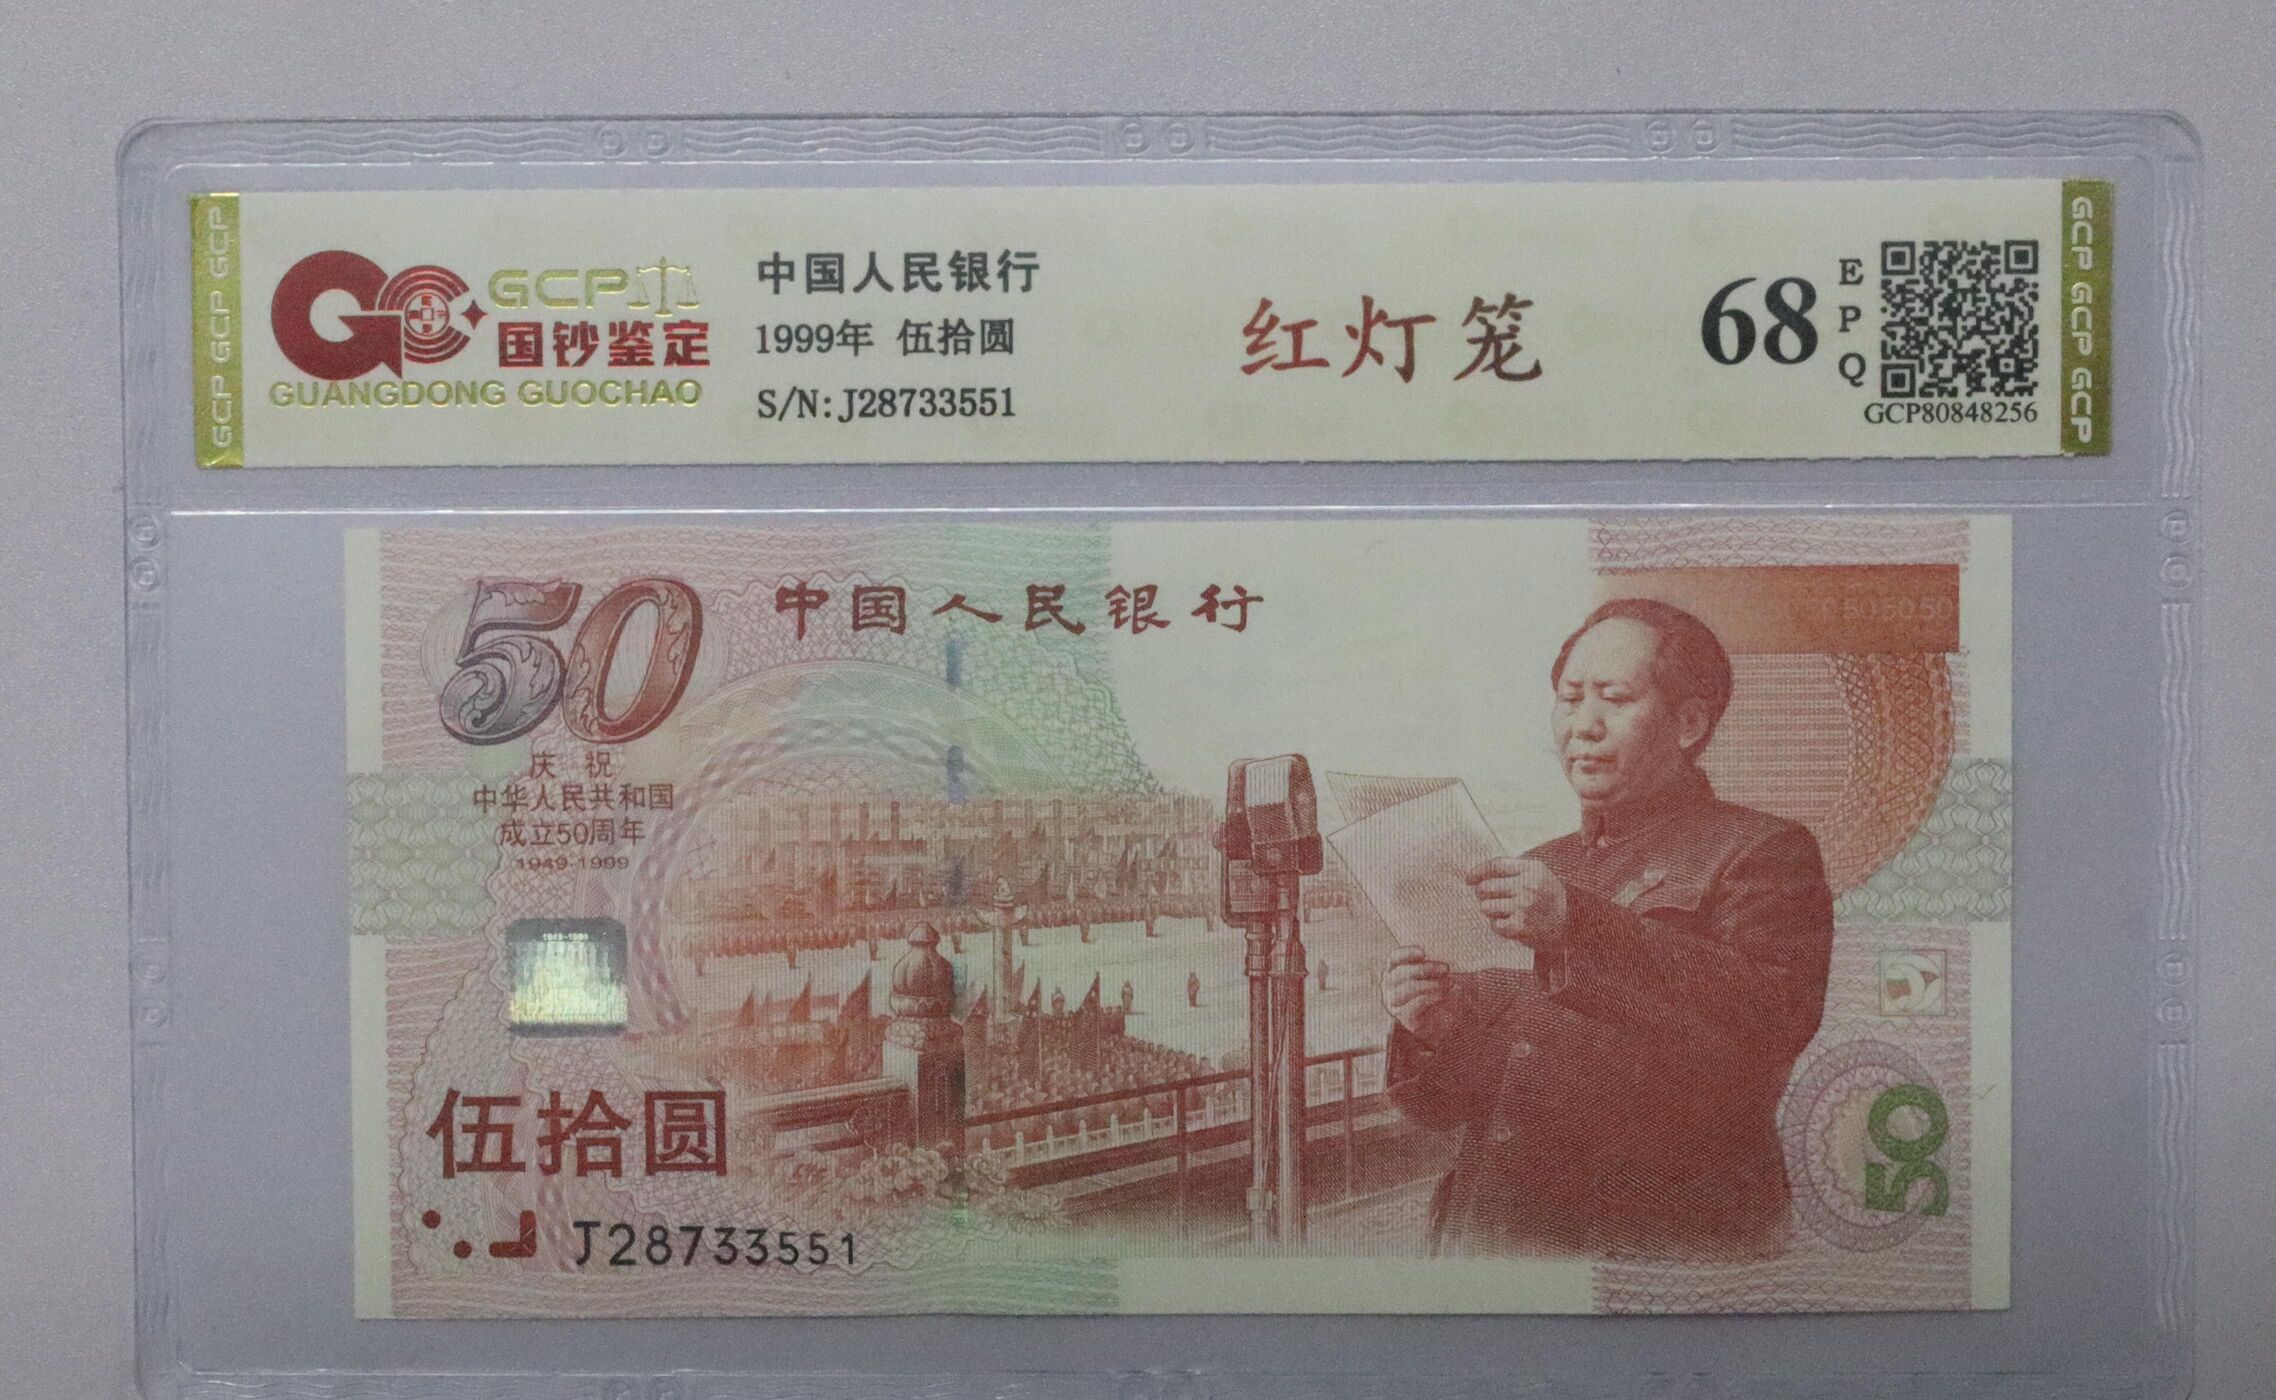 GCP
国钞鉴定
GUANGDONG GUOCHAO
中国人民银行
1999年 伍拾圆
S/N:J28733551
红灯笼
68
EPQ
GCP80848256
GCP GCP GCP
GCP GCP GCP
50
中国人民银行
庆祝
中华人民共和国
成立50周年
1949-1999
1949-1999
伍拾圆
J28733551
50